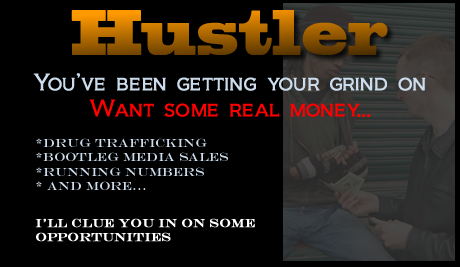 Hustler
You've been getting your grind on
Want some real money...
*Drug Trafficking
*Bootleg Media Sales
*Running Numbers
* And More...
I'll clue you in on some
opportunities